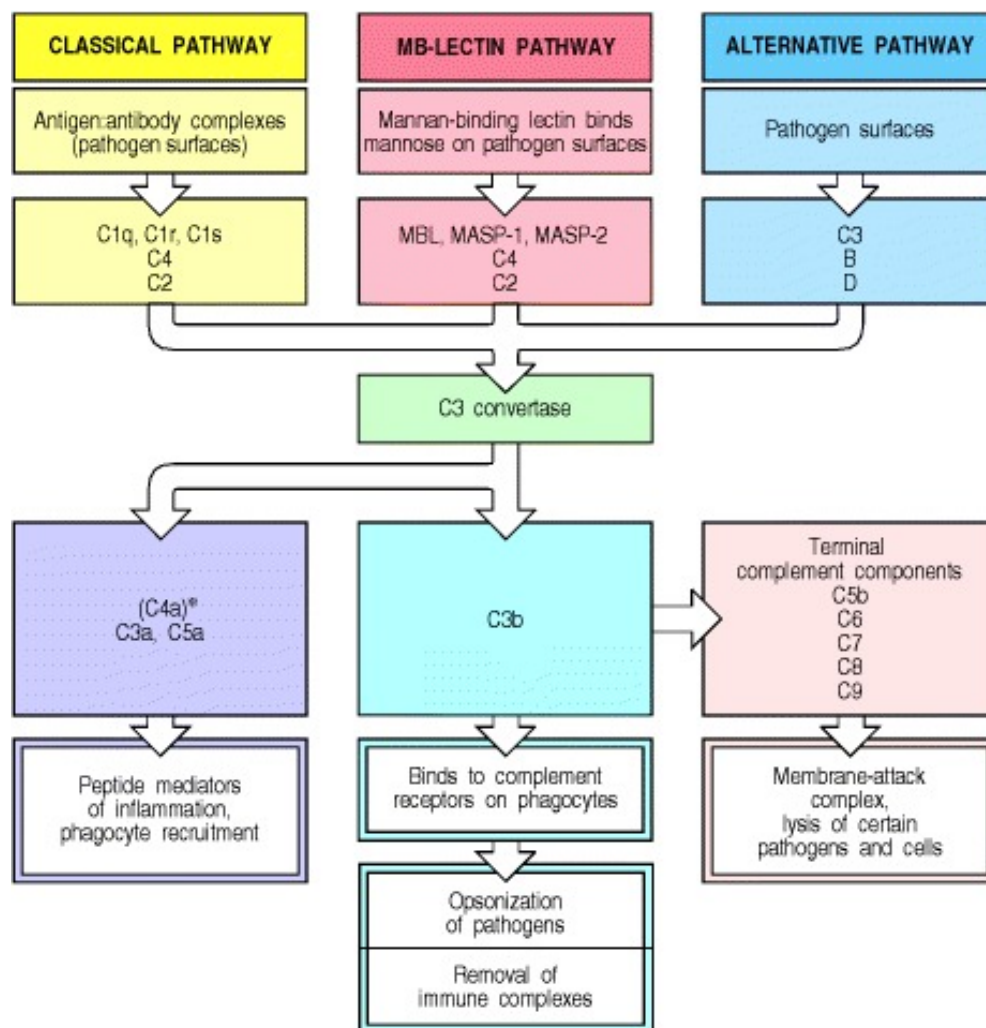 CLASSICAL PATHWAY
MB-LECTIN PATHWAY
ALTERNATIVE PATHWAY
Antigen:antibody complexes
(pathogen surfaces)
Mannan-binding lectin binds
mannose on pathogen surfaces
Pathogen surfaces
C1q, C1r, C1s
C4
C2
MBL, MASP-1, MASP-2
C4
C2
C3
B
D
C3 convertase
(C4a)*
C3a, C5a
C3b
Terminal
complement components
C5b
C6
C7
C8
C9
Peptide mediators
of inflammation,
phagocyte recruitment
Binds to complement
receptors on phagocytes
Membrane-attack
complex,
lysis of certain
pathogens and cells
Opsonization
of pathogens
Removal of
immune complexes